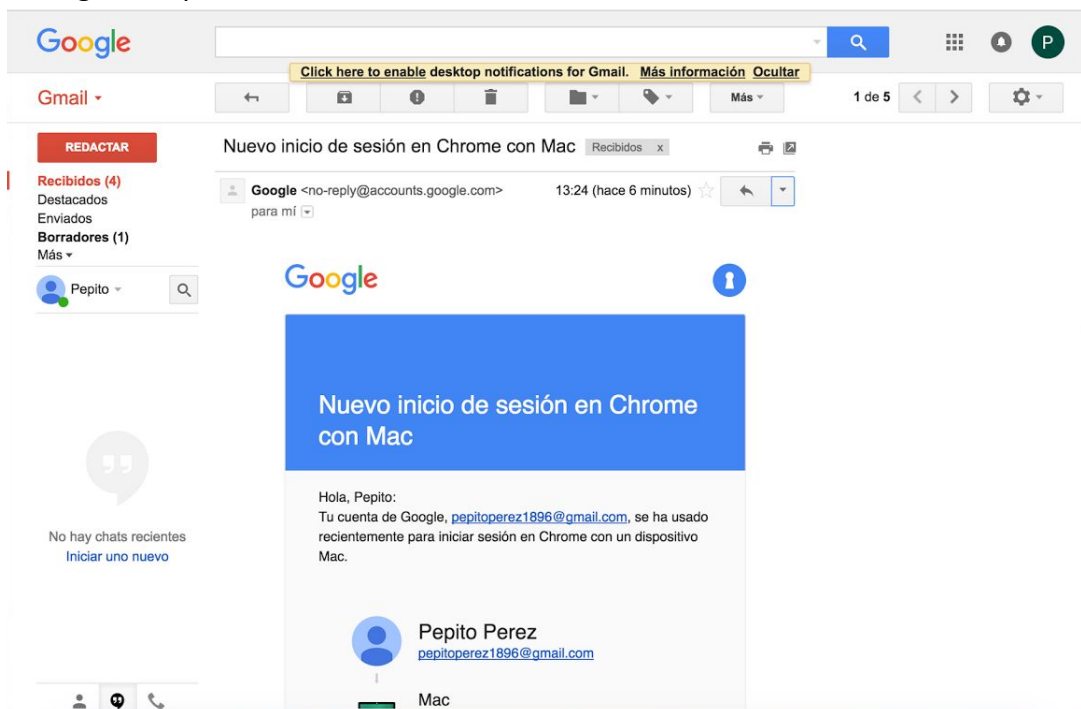 Google
P
Click here to enable desktop notifications for Gmail. Más información Ocultar
Gmail
Más
1 de 5
REDACTAR
Recibidos (4)
Destacados
Enviados
Borradores (1)
Más
Pepito
No hay chats recientes
Iniciar uno nuevo
Nuevo inicio de sesión en Chrome con Mac Recibidos x
Google <no-reply@accounts.google.com> 13:24 (hace 6 minutos)
para mí
Google
Nuevo inicio de sesión en Chrome
con Mac
Hola, Pepito:
Tu cuenta de Google, pepitoperez1896@gmail.com, se ha usado
recientemente para iniciar sesión en Chrome con un dispositivo
Mac.
Pepito Perez
pepitoperez1896@gmail.com
Mac